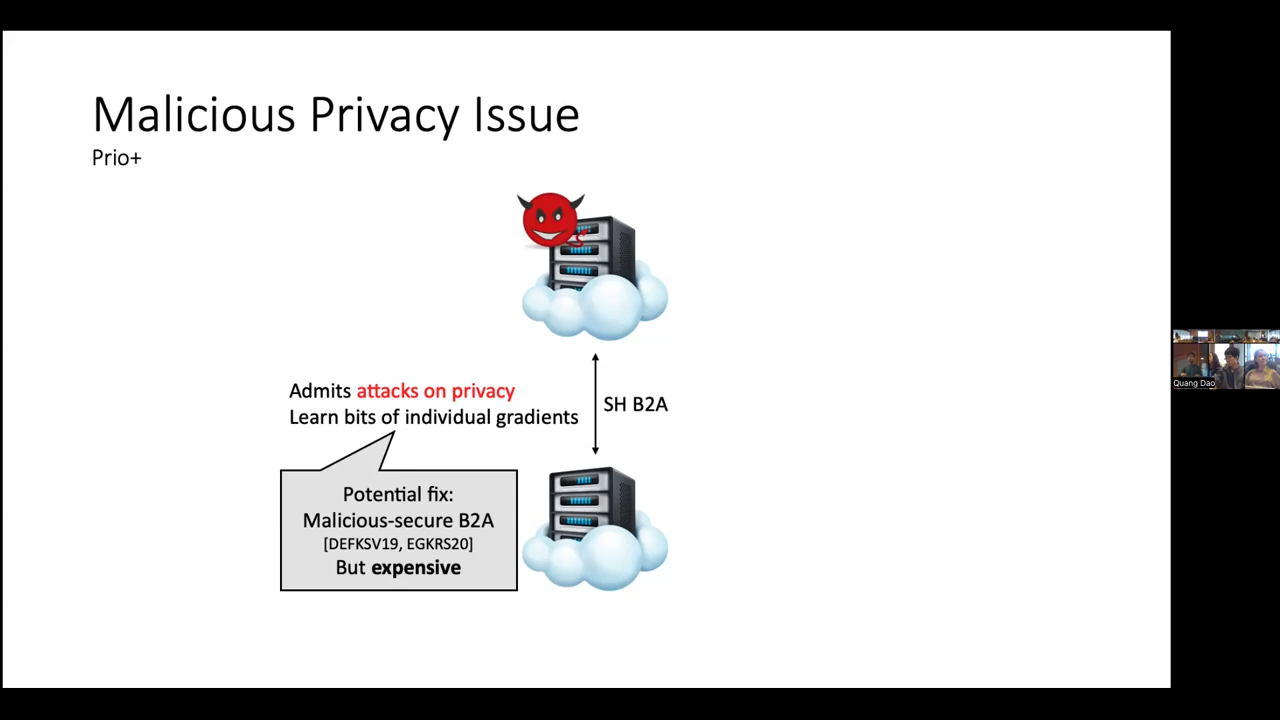 Malicious Privacy Issue
Prio+
Admits attacks on privacy
Learn bits of individual gradients
SH B2A
Potential fix:
Malicious-secure B2A
[DEFKSV19, EGKRS20]
But expensive
Quang Dao